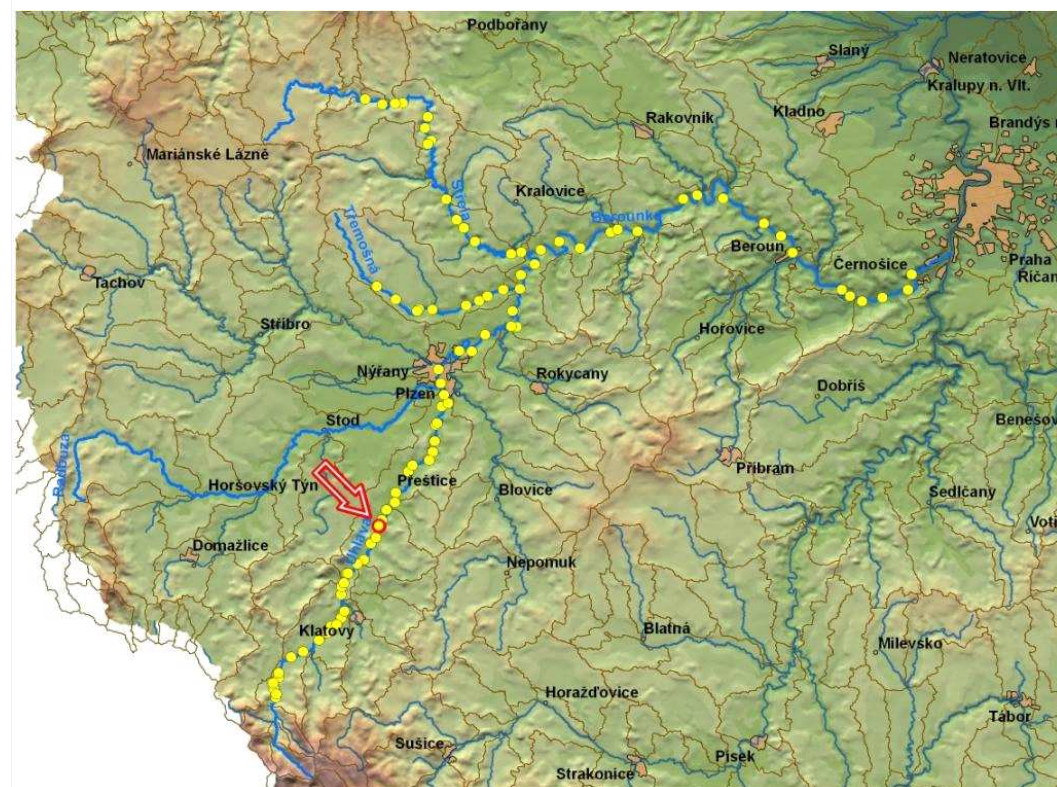 Podbořany
Slaný
Neratovice
Kralupy n. Vlt.
Kladno
Rakovník
Brandýs n
Mariánské Lázně
Střela
Kralovice
Třemošná
Berounka
Beroun
Černošice
Praha
Říčan
Tachov
Stříbro
Hořovice
Nýřany
Rokycany
Dobříš
Plzeň
Stod
Benešov
Radbuza
Příbram
Horšovský Týn
Přeštice
Blovice
Sedlčany
Voti
Úhlava
Domažlice
Nepomuk
Klatovy
Blatná
Milevsko
Horažďovice
Tábor
Sušice
Písek
Strakonice